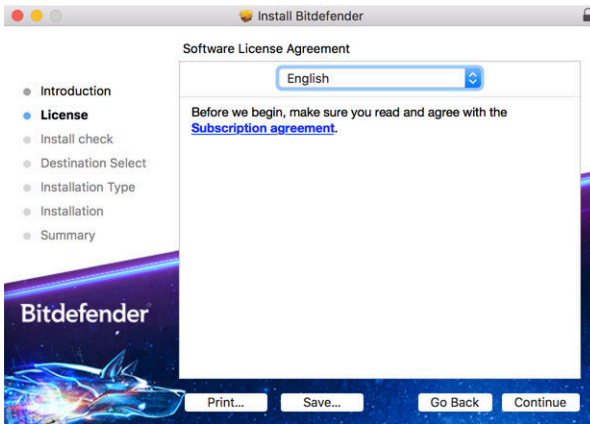 Install Bitdefender
Software License Agreement
English
Introduction
License
Install check
Destination Select
Installation Type
Installation
Summary
Before we begin, make sure you read and agree with the
Subscription agreement.
Bitdefender
Print...
Save...
Go Back
Continue